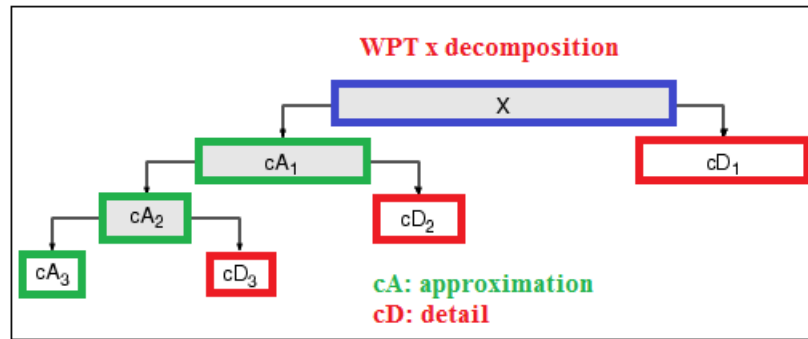 WPT x decomposition
X
cA1
cD1
cA2
cD2
cA3
cD3
cA: approximation
cD: detail